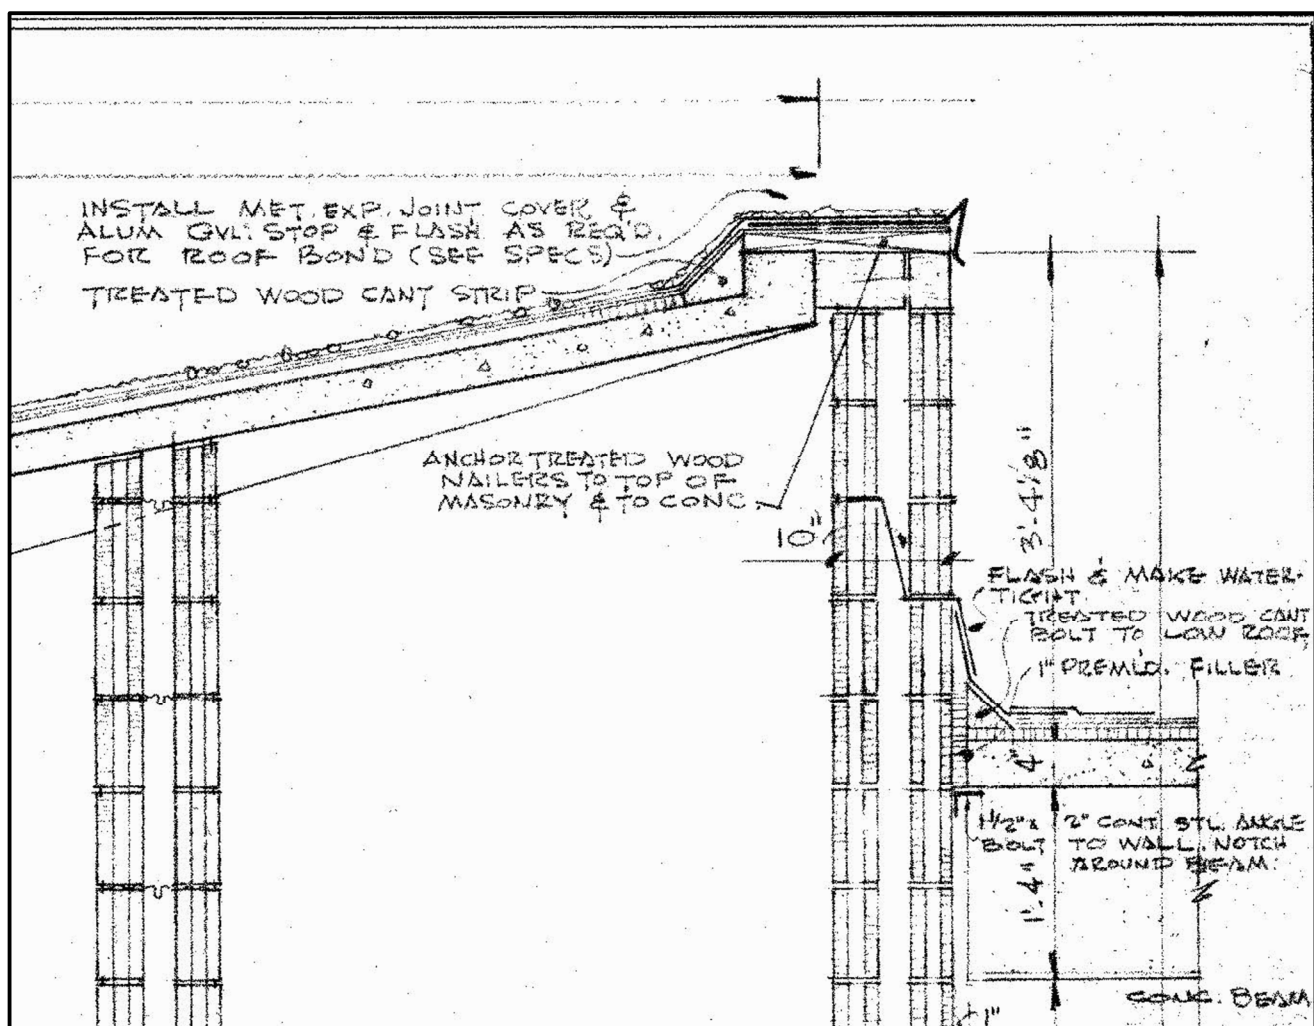 INSTALL MET. EXP. JOINT COVER &
ALUM GVL. STOP & FLASH AS REQ'D.
FOR ROOF BOND (SEE SPECS)
TREATED WOOD CANT STRIP
ANCHOR TREATED WOOD
NAILERS TO TOP OF
MASONRY & TO CONC.
10"
3'-4 1/8"
FLASH & MAKE WATER-
TIGHT
TREATED WOOD CANT
BOLT TO LOW ROOF
1" PREM'LD. FILLER
4"
1 1/2" x 2" CONT. STL. ANGLE
BOLT TO WALL. NOTCH
AROUND BEAM.
1'-4"
CONC. BEAM
1"